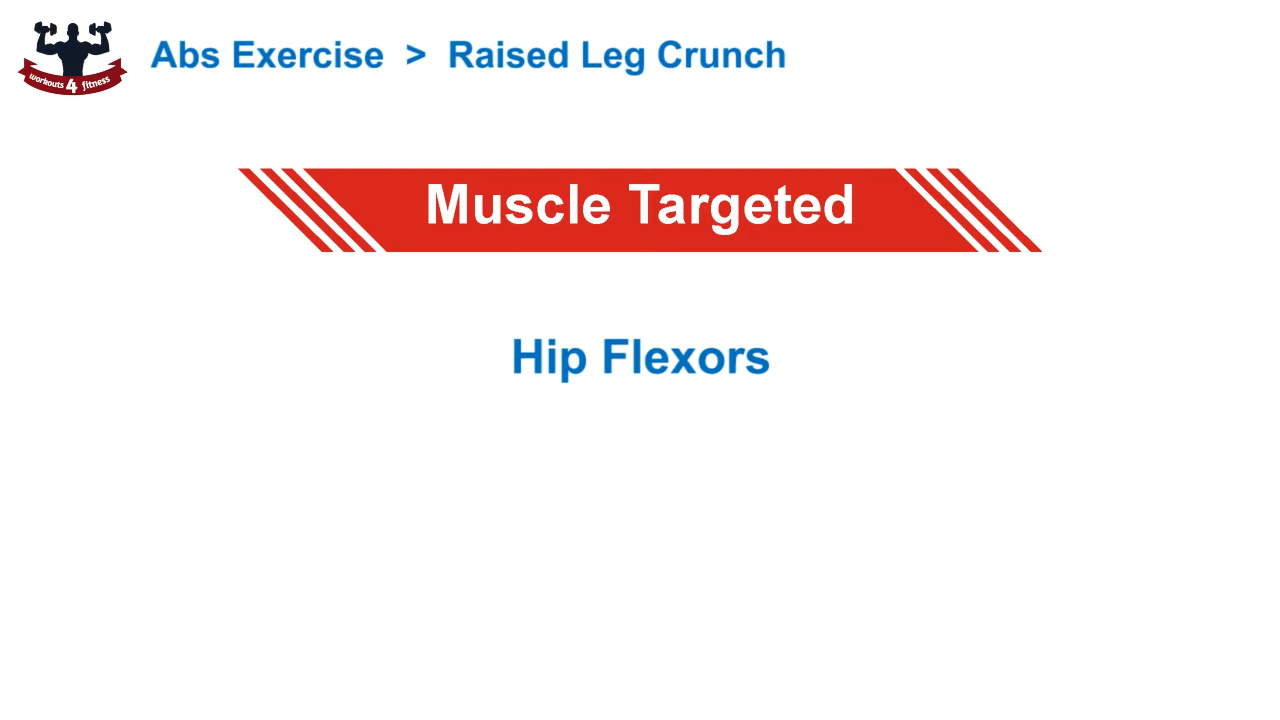 Abs Exercise > Raised Leg Crunch
workouts 4 fitness
Muscle Targeted
Hip Flexors